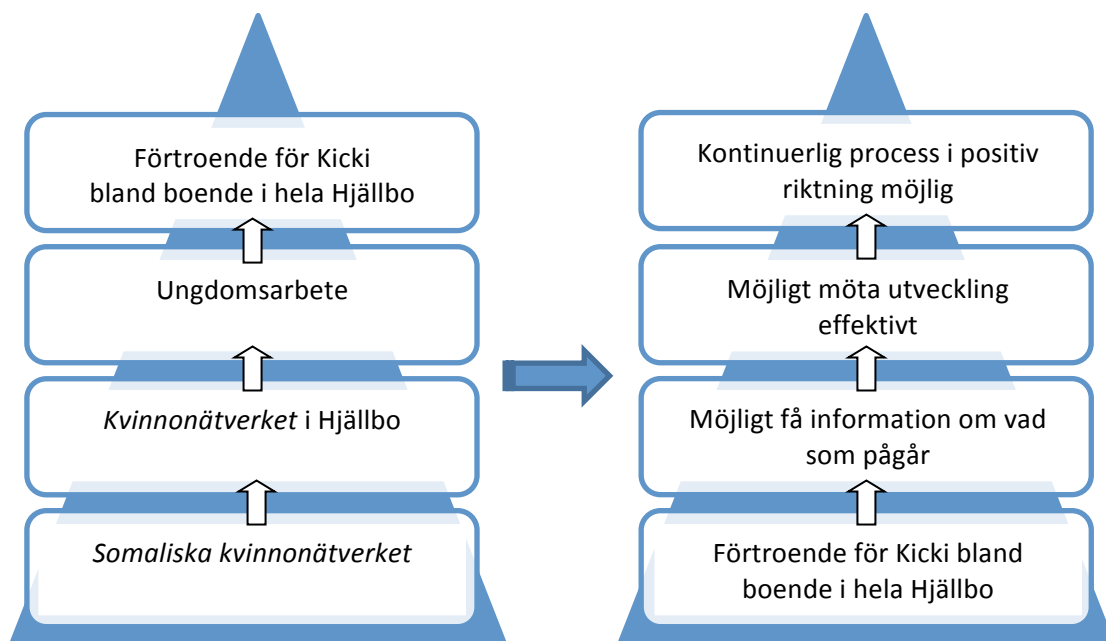 Förtroende för Kicki
bland boende i hela Hjällbo
Ungdomsarbete
Kvinnonätverket i Hjällbo
Somaliska kvinnonätverket
Kontinuerlig process i positiv
riktning möjlig
Möjligt möta utveckling
effektivt
Möjligt få information om vad
som pågår
Förtroende för Kicki bland
boende i hela Hjällbo